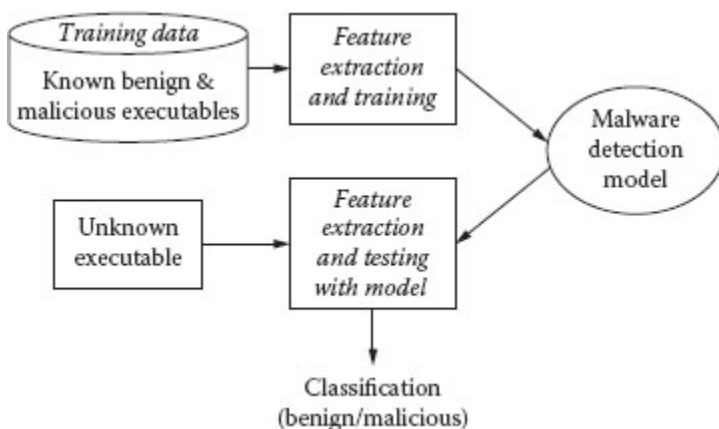 Training data
Known benign &
malicious executables
Feature
extraction
and training
Malware
detection
model
Unknown
executable
Feature
extraction
and testing
with model
Classification
(benign/malicious)